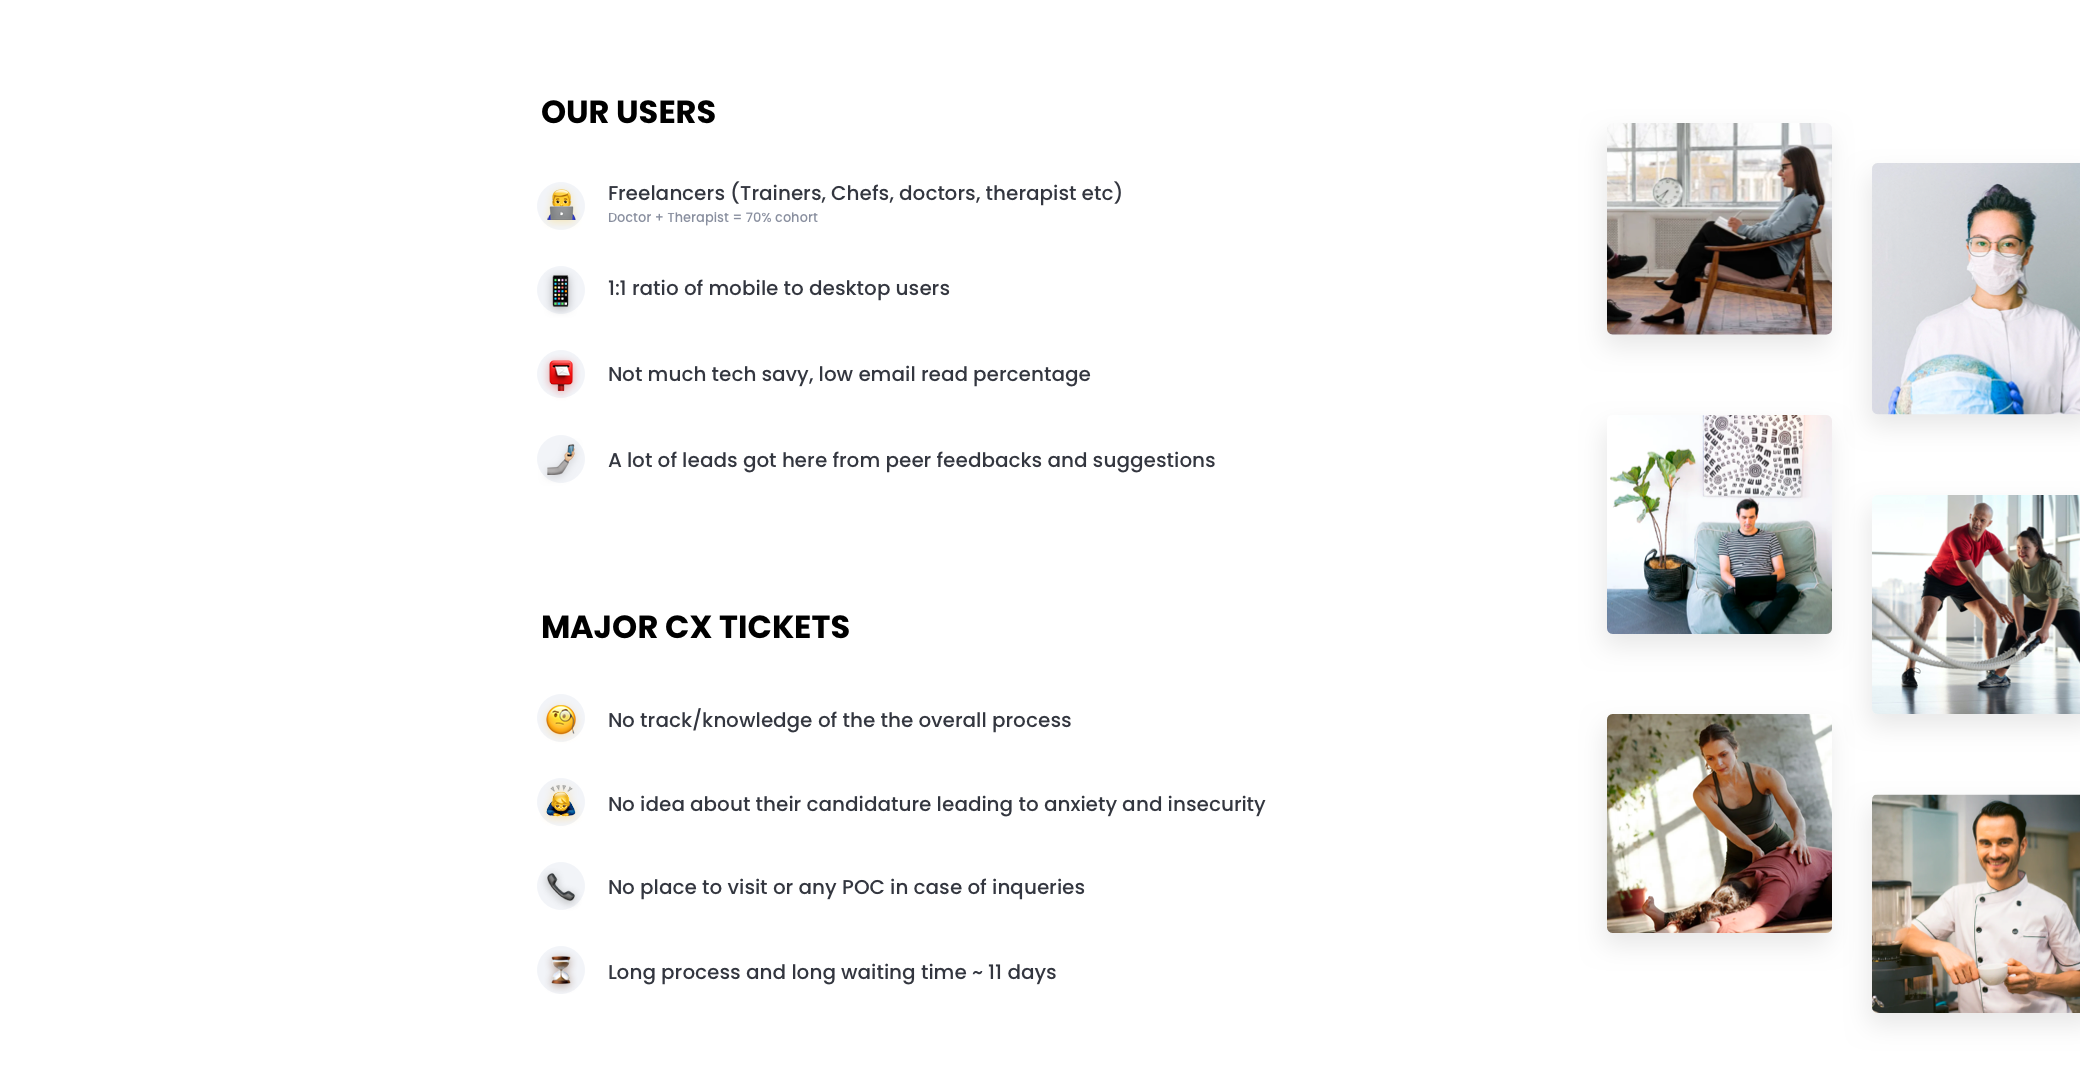 OUR USERS
Freelancers (Trainers, Chefs, doctors, therapist etc)
Doctor + Therapist = 70% cohort
1:1 ratio of mobile to desktop users
Not much tech savy, low email read percentage
A lot of leads got here from peer feedbacks and suggestions
MAJOR CX TICKETS
No track/knowledge of the the overall process
No idea about their candidature leading to anxiety and insecurity
No place to visit or any POC in case of inqueries
Long process and long waiting time ~ 11 days